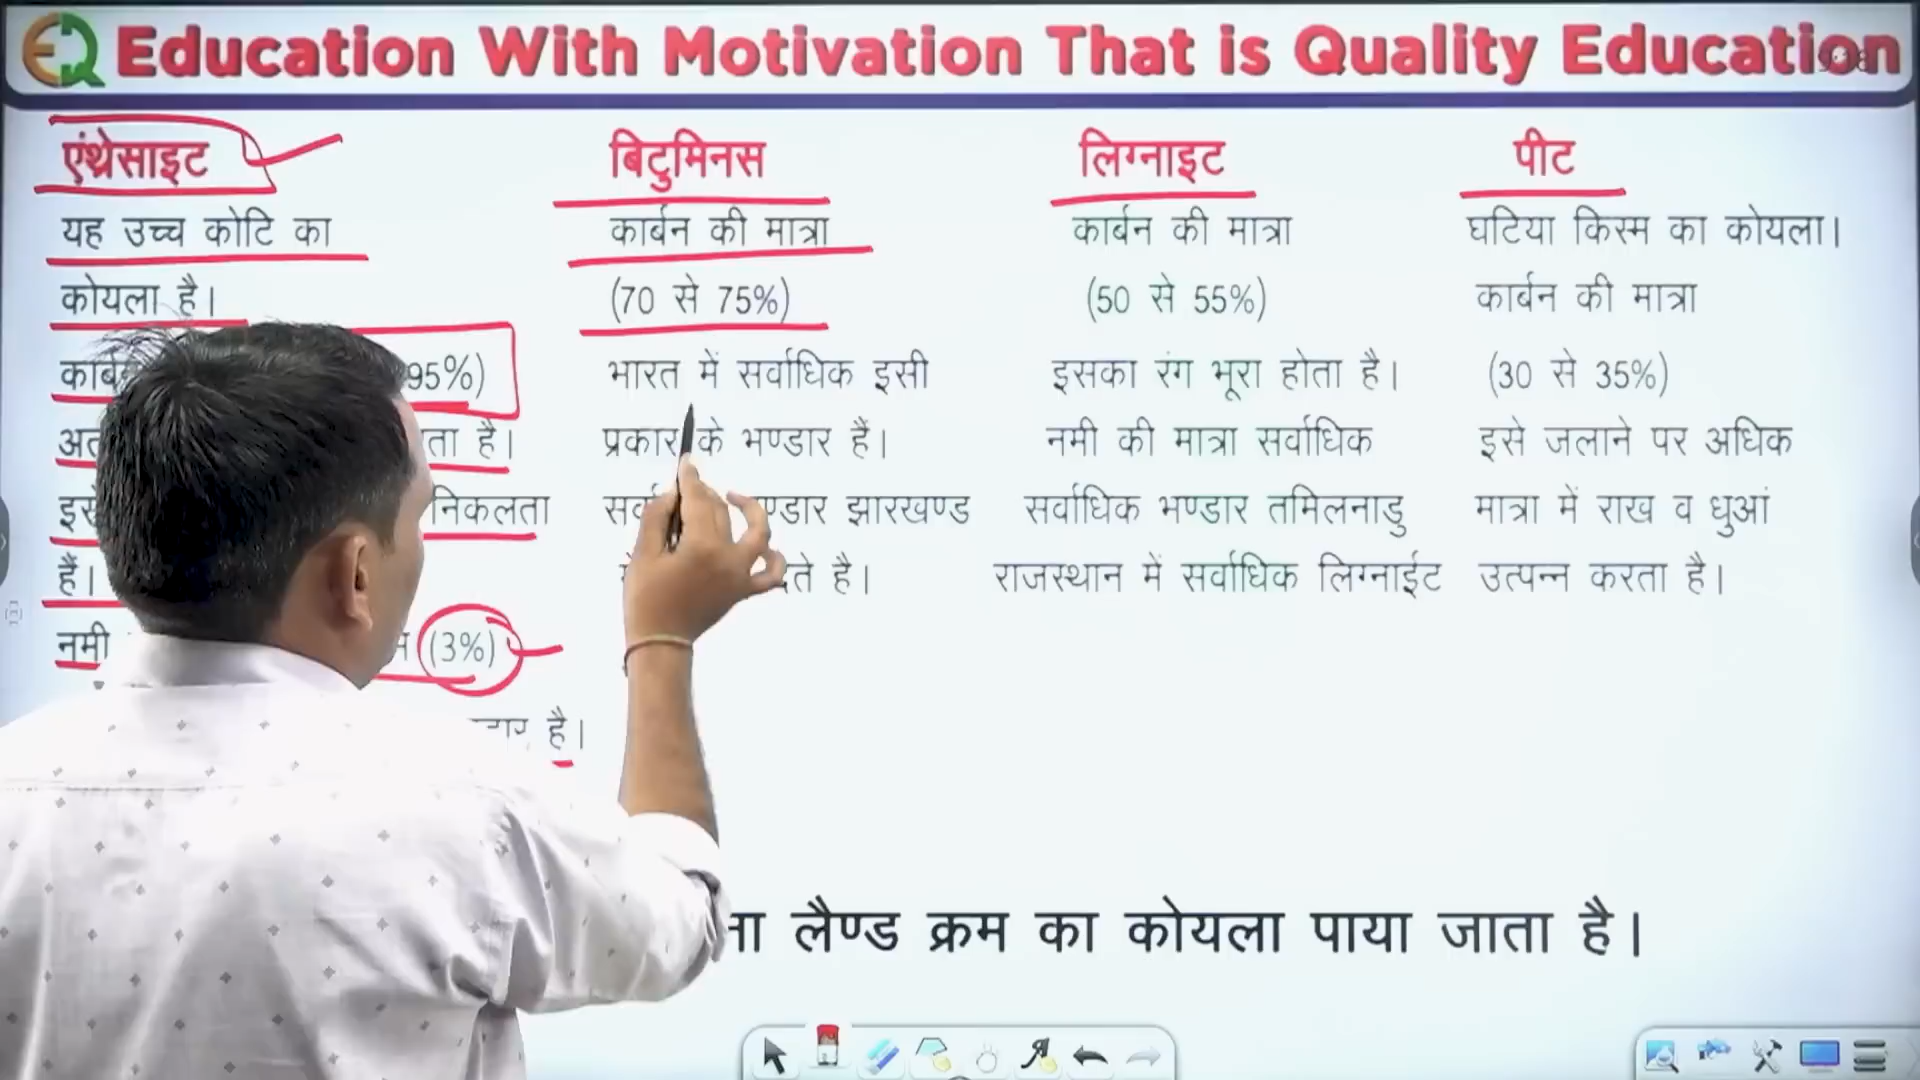 Education With Motivation That is Quality Education
एंथ्रेसाइट
यह उच्च कोटि का
कोयला है।
95%)
है।
निकलता
हैं।
नमी (3%)
है।
बिटुमिनस
कार्बन की मात्रा
(70 से 75%)
भारत में सर्वाधिक इसी
प्रकार के भण्डार हैं।
झारखण्ड
है।
लिग्नाइट
कार्बन की मात्रा
(50 से 55%)
इसका रंग भूरा होता है।
नमी की मात्रा सर्वाधिक
सर्वाधिक भण्डार तमिलनाडु
राजस्थान में सर्वाधिक लिग्नाईट
पीट
घटिया किस्म का कोयला।
कार्बन की मात्रा
(30 से 35%)
इसे जलाने पर अधिक
मात्रा में राख व धुआं
उत्पन्न करता है।
लैण्ड क्रम का कोयला पाया जाता है।